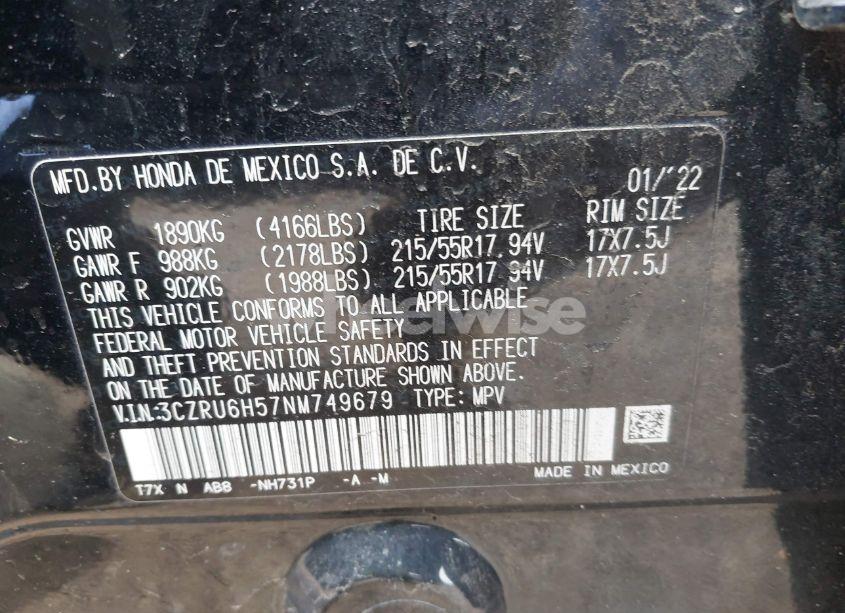 MFD.BY HONDA DE MEXICO S.A. DE C.V.
01/'22
GVWR 1890KG (4166LBS) TIRE SIZE RIM SIZE
GAWR F 988KG (2178LBS) 215/55R17 94V 17X7.5J
GAWR R 902KG (1988LBS) 215/55R17 94V 17X7.5J
THIS VEHICLE CONFORMS TO ALL APPLICABLE
FEDERAL MOTOR VEHICLE SAFETY
AND THEFT PREVENTION STANDARDS IN EFFECT
ON THE DATE OF MANUFACTURE SHOWN ABOVE.
V.I.N:3CZRU6H57NM749679 TYPE: MPV
T7X N ABB -NH731P -A -M
MADE IN MEXICO